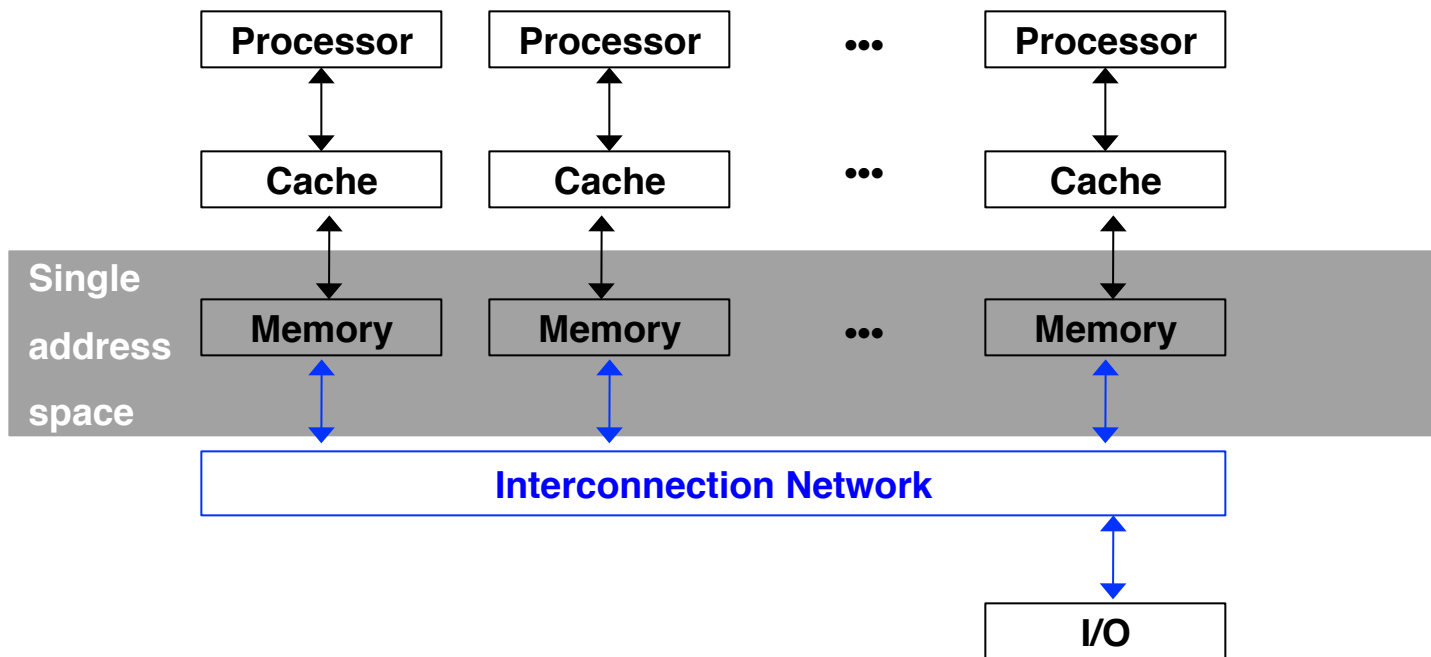 Processor
Processor
•••
Processor
Cache
Cache
•••
Cache
Single
address
space
Memory
Memory
•••
Memory
Interconnection Network
I/O